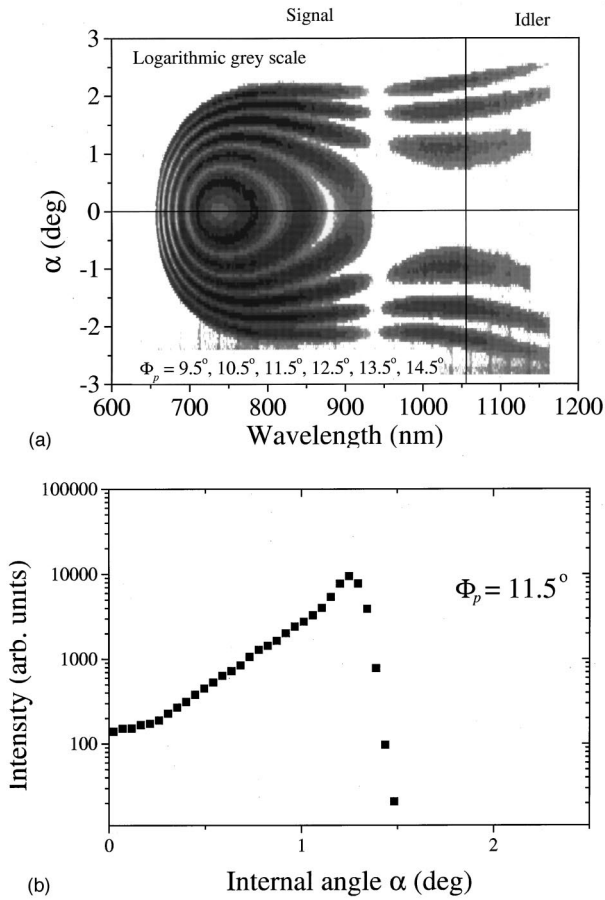 Signal Idler
Logarithmic grey scale
3
2
1
0
-1
-2
-3
α (deg)
Φp = 9.5°, 10.5°, 11.5°, 12.5°, 13.5°, 14.5°
600 700 800 900 1000 1100 1200
Wavelength (nm)
(a)
100000
10000
1000
100
Intensity (arb. units)
Φp = 11.5°
0 1 2
Internal angle α (deg)
(b)